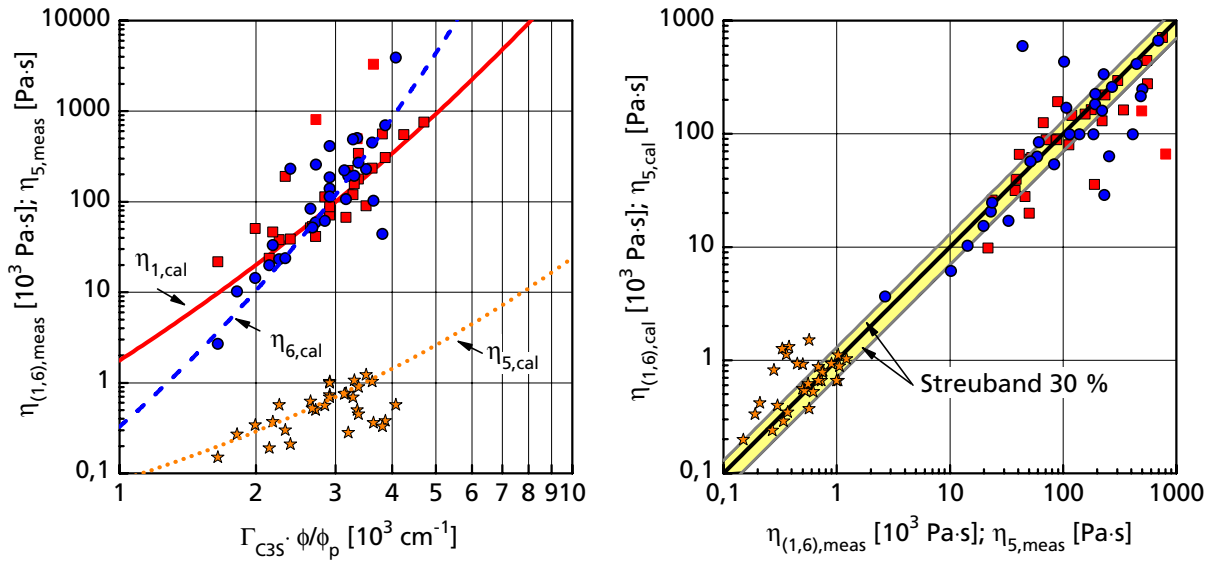 η(1,6),meas [10³ Pa·s]; η5,meas [Pa·s]
10000
1000
100
10
1
0,1
η1,cal
η6,cal
η5,cal
1 2 3 4 5 6 7 8 9 10
ΓC3S· ϕ/ϕp [10³ cm⁻¹]
η(1,6),cal [10³ Pa·s]; η5,cal [Pa·s]
1000
100
10
1
0,1
Streuband 30 %
0,1 1 10 100 1000
η(1,6),meas [10³ Pa·s]; η5,meas [Pa·s]